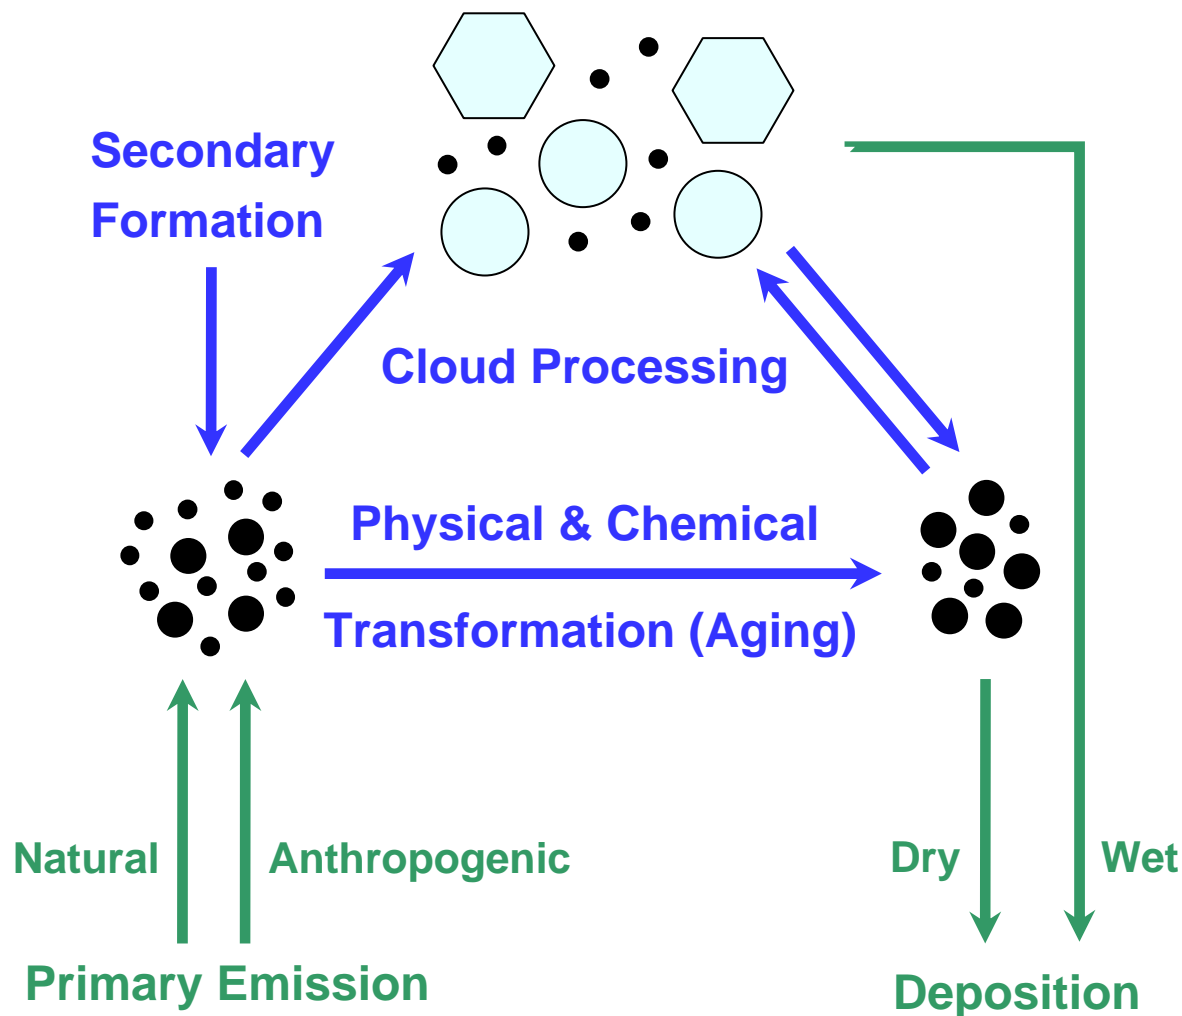 Secondary
Formation
Cloud Processing
Physical & Chemical
Transformation (Aging)
Natural
Anthropogenic
Dry
Wet
Primary Emission
Deposition